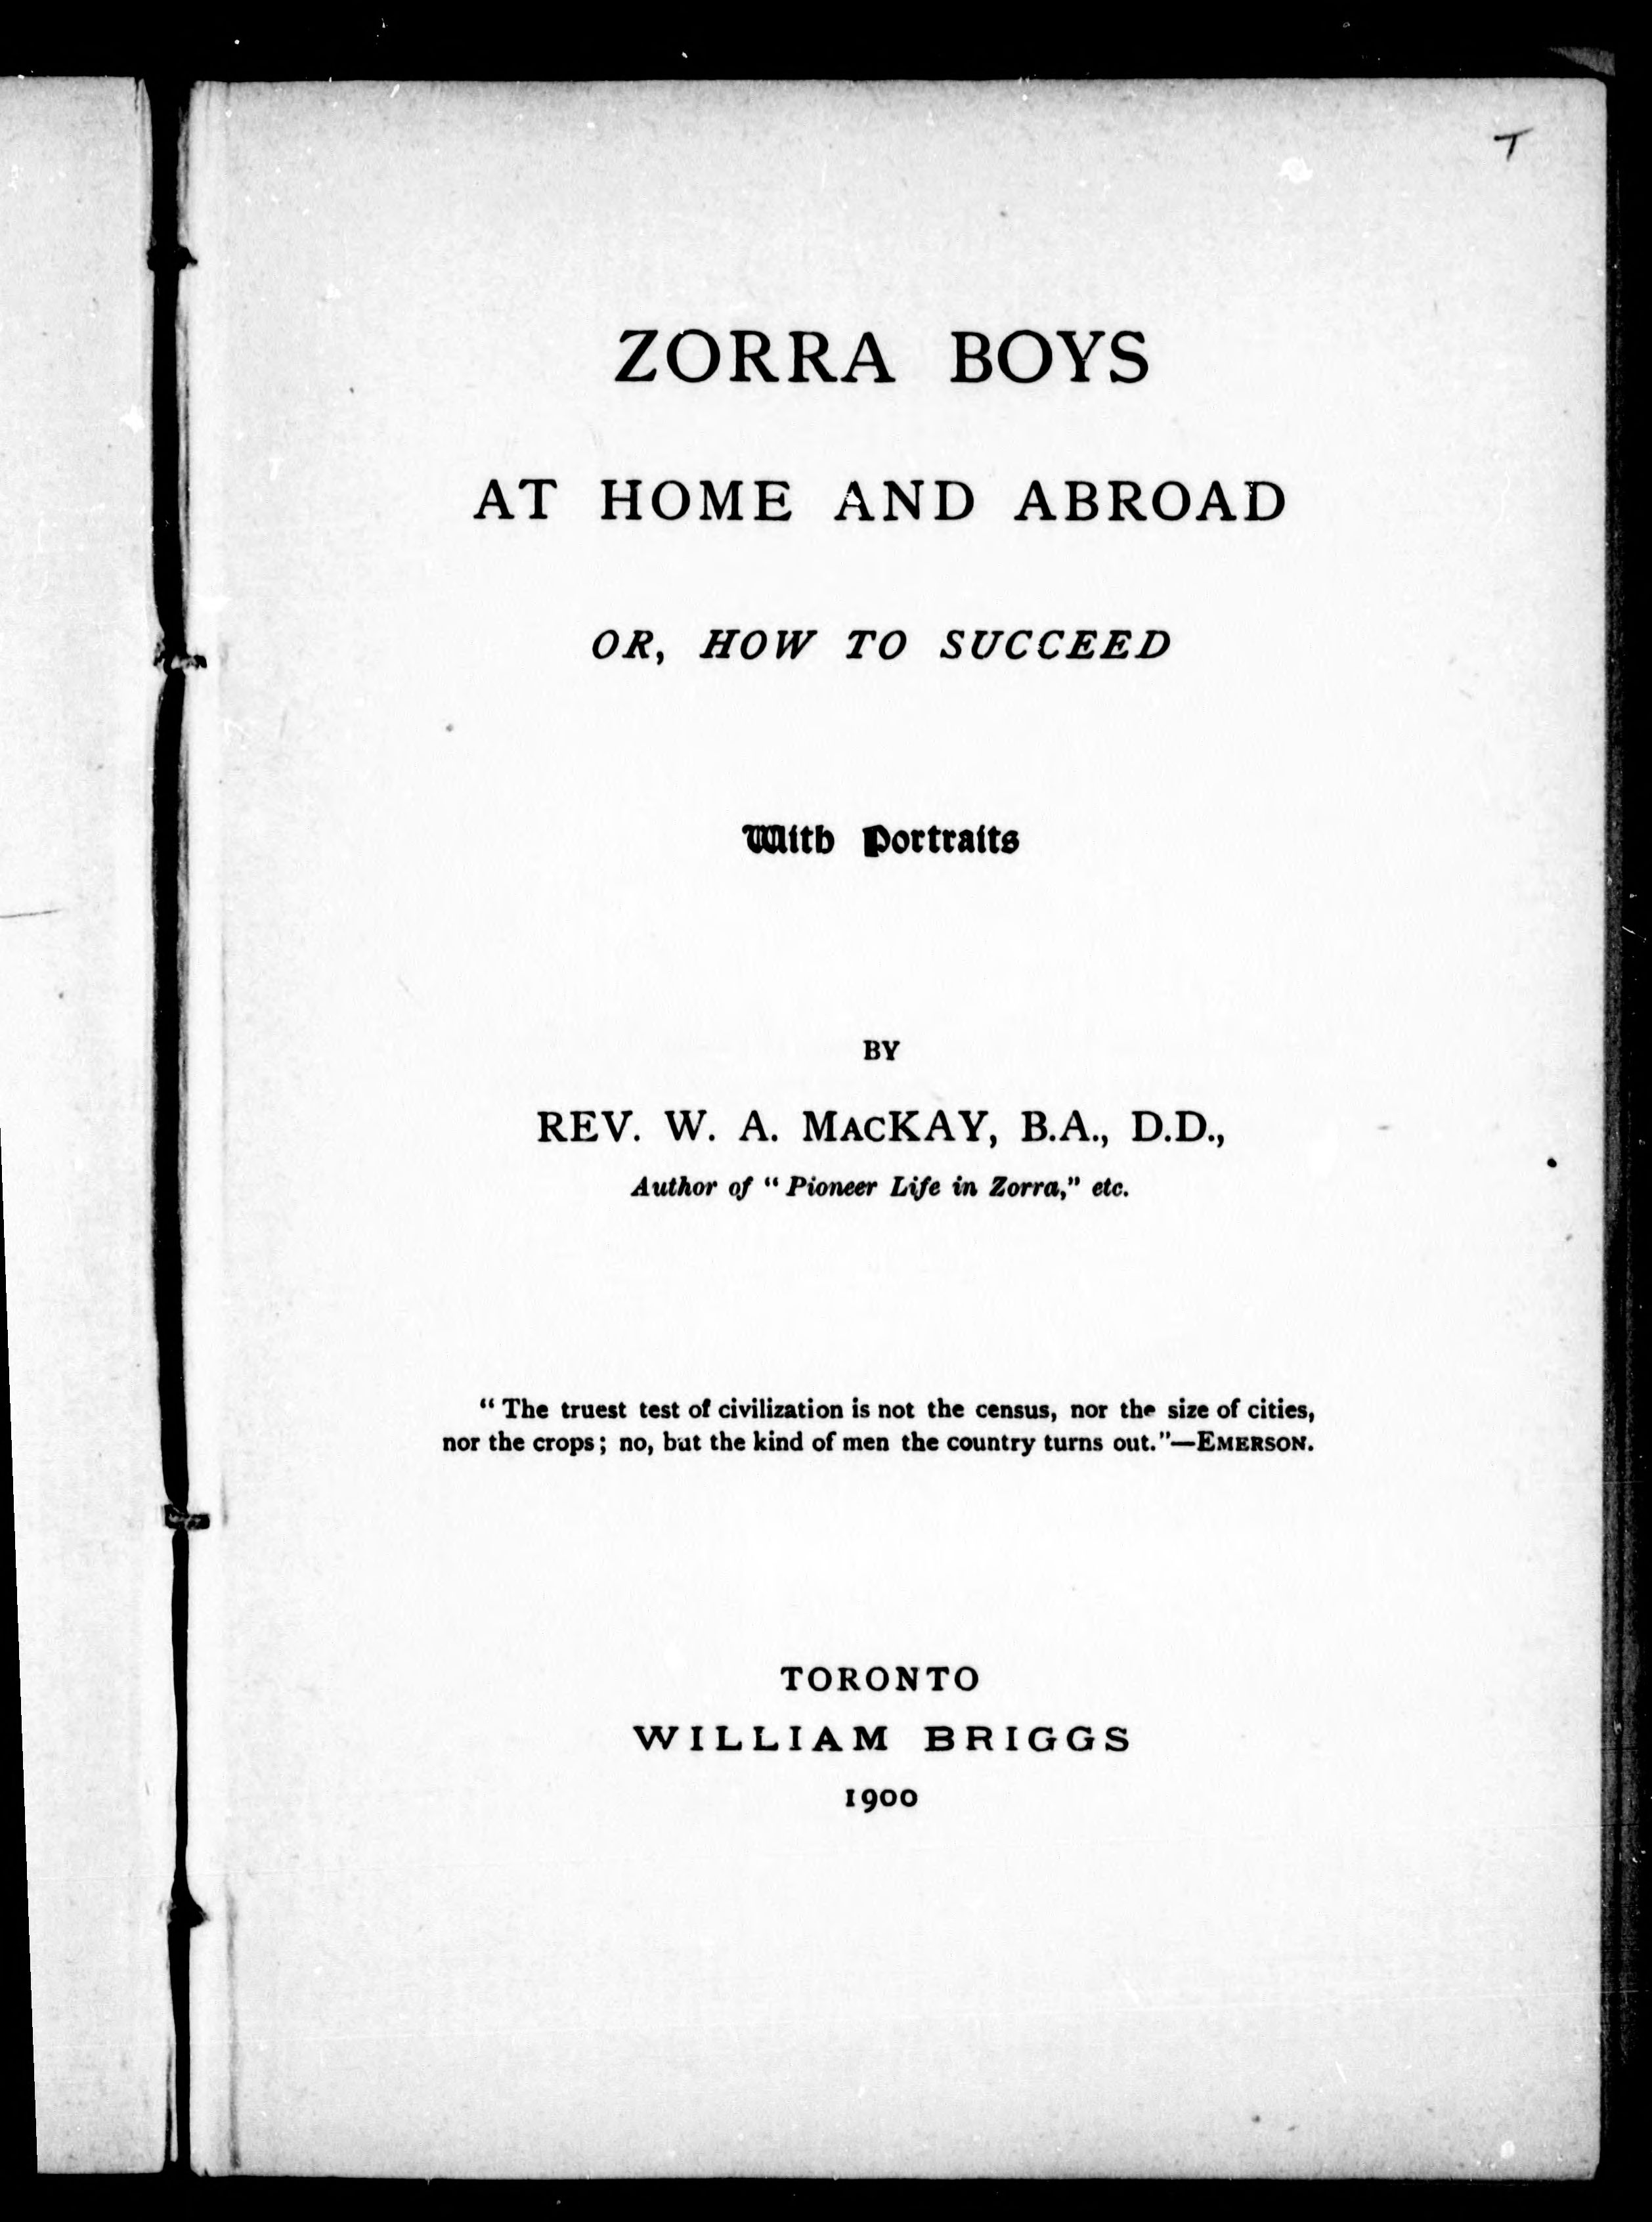 T
ZORRA BOYS
AT HOME AND ABROAD
OR, HOW TO SUCCEED
With Portraits
BY
REV. W. A. MACKAY, B.A., D.D.,
Author of "Pioneer Life in Zorra," etc.
"The truest test of civilization is not the census, nor the size of cities,
nor the crops; no, but the kind of men the country turns out."—EMERSON.
TORONTO
WILLIAM BRIGGS
1900